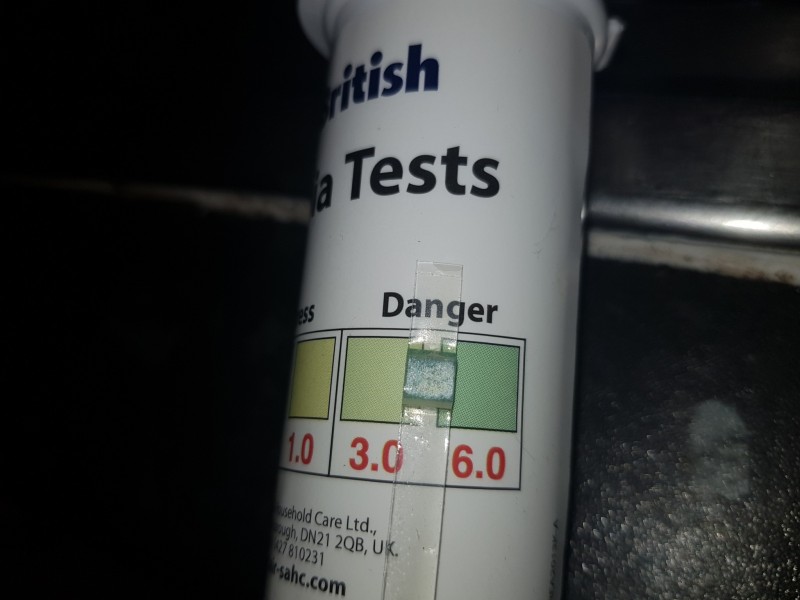 British
ia Tests
ess
Danger
1.0 3.0 6.0
usehold Care Ltd.,
ough, DN21 2QB, UK.
427 810231
r-sahc.com